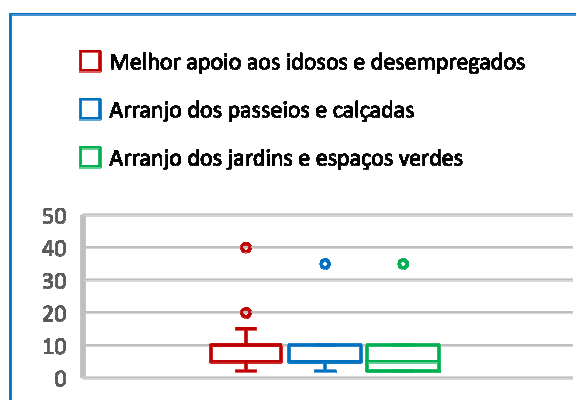 Melhor apoio aos idosos e desempregados
Arranjo dos passeios e calçadas
Arranjo dos jardins e espaços verdes
50
40
30
20
10
0